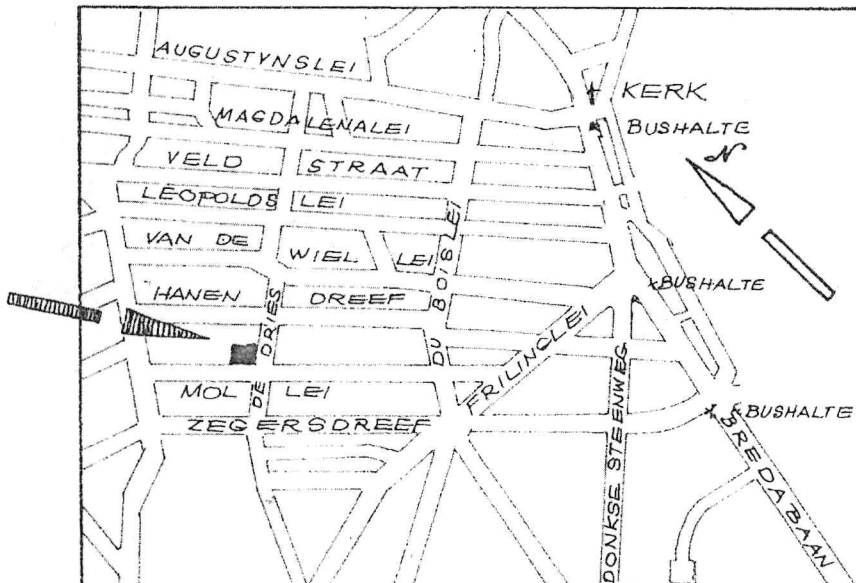 AUGUSTYNSLEI
KERK
MAGDALENALEI
BUSHALTE
N
VELD STRAAT
LEOPOLDS LEI
VAN DE WIEL LEI
DU BOISLEI
HANEN DREEF
BUSHALTE
DE DRIES
FRILINGLEI
MOL LEI
ZEGERSDREEF
BUSHALTE
DONKSE STEENWEG
BREDABAAN